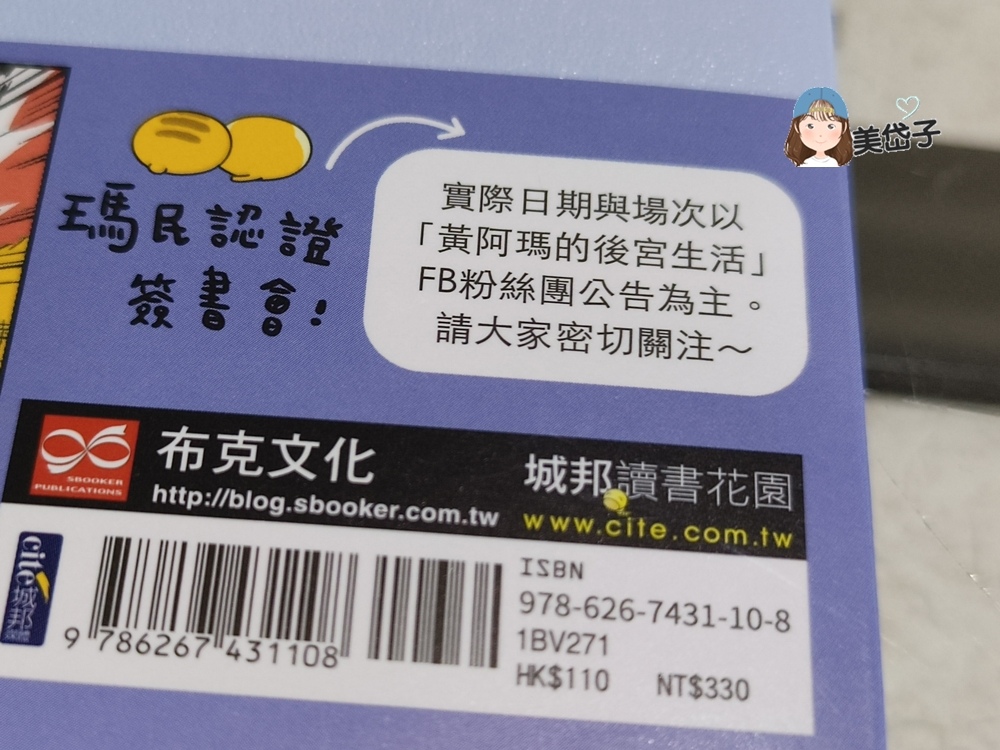 美岱子
瑪民認證
簽書會!
實際日期與場次以
「黃阿瑪的後宮生活」
FB粉絲團公告為主。
請大家密切關注～
SBOOKER
PUBLICATIONS
布克文化
http://blog.sbooker.com.tw
城邦讀書花園
www.cite.com.tw
cité城邦
ISBN
978-626-7431-10-8
1BV271
HK$110 NT$330
9 786267 431108